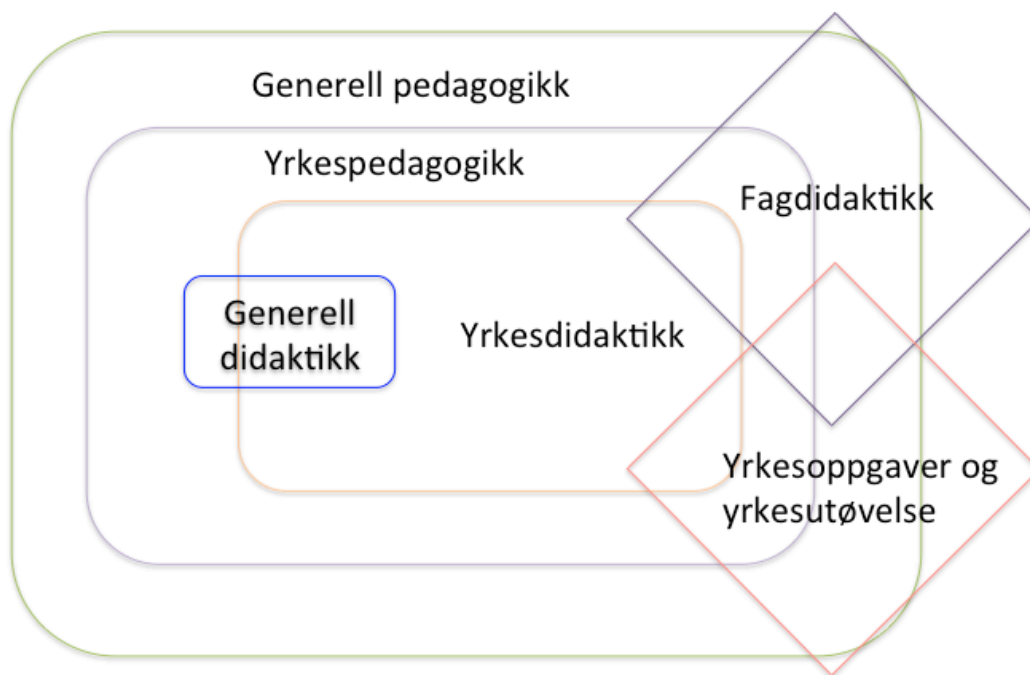 Generell pedagogikk
Yrkespedagogikk
Fagdidaktikk
Generell
didaktikk
Yrkesdidaktikk
Yrkesoppgaver og
yrkesutøvelse